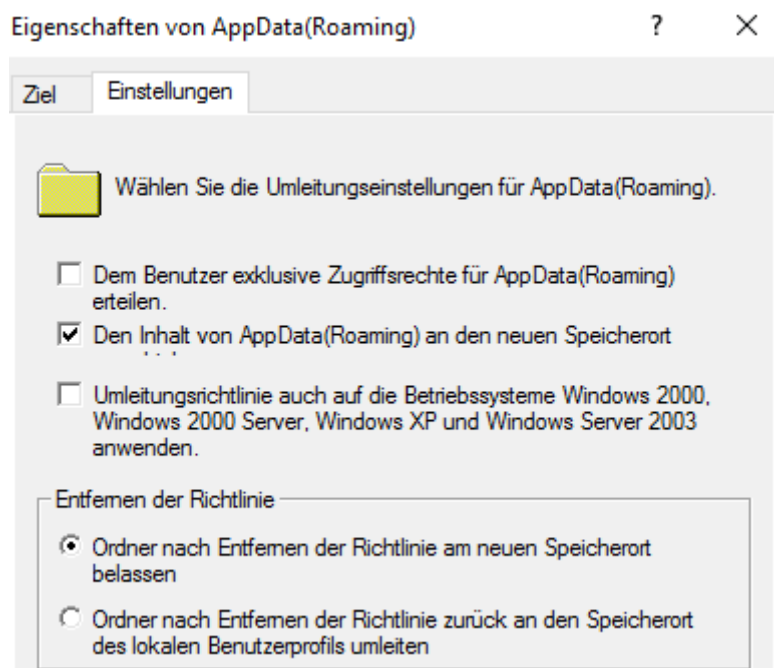 Eigenschaften von AppData(Roaming) ?
Ziel Einstellungen
Wählen Sie die Umleitungseinstellungen für AppData(Roaming).
Dem Benutzer exklusive Zugriffsrechte für AppData(Roaming)
erteilen.
Den Inhalt von AppData(Roaming) an den neuen Speicherort
Umleitungsrichtlinie auch auf die Betriebssysteme Windows 2000,
Windows 2000 Server, Windows XP und Windows Server 2003
anwenden.
Entfernen der Richtlinie
Ordner nach Entfernen der Richtlinie am neuen Speicherort
belassen
Ordner nach Entfernen der Richtlinie zurück an den Speicherort
des lokalen Benutzerprofils umleiten